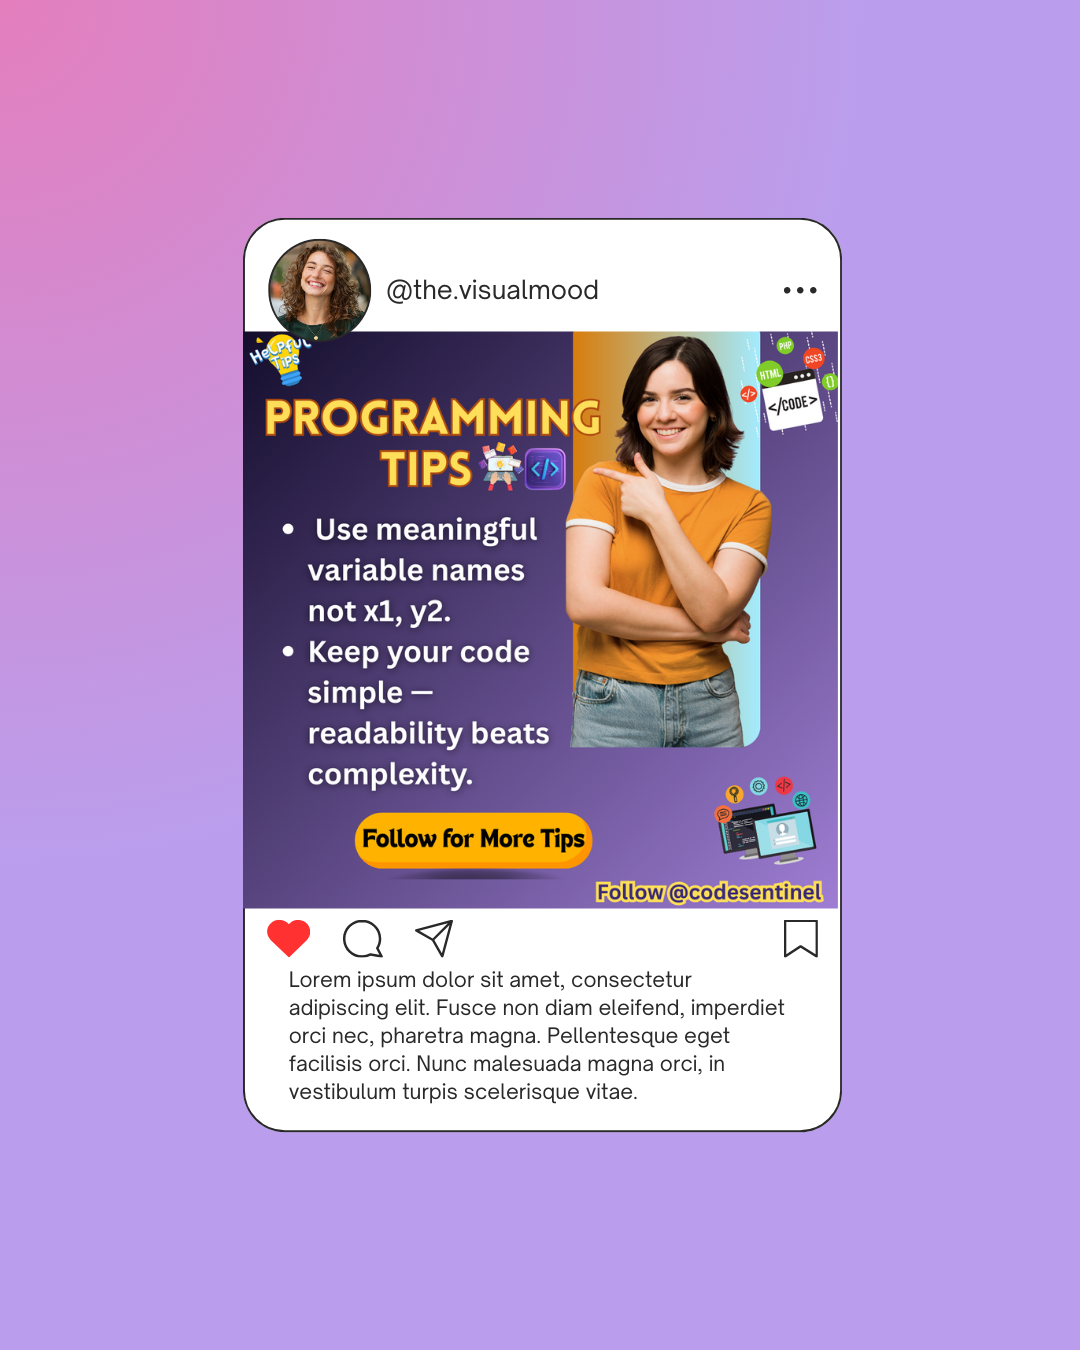 @the.visualmood
HeLPfuL
TiPs
PROGRAMMING
TIPS
</>
PHP
CSS3
HTML
{}
</>
</CODE>
• Use meaningful
variable names
not x1, y2.
• Keep your code
simple —
readability beats
complexity.
Follow for More Tips
</>
Follow @codesentinel
Lorem ipsum dolor sit amet, consectetur
adipiscing elit. Fusce non diam eleifend, imperdiet
orci nec, pharetra magna. Pellentesque eget
facilisis orci. Nunc malesuada magna orci, in
vestibulum turpis scelerisque vitae.